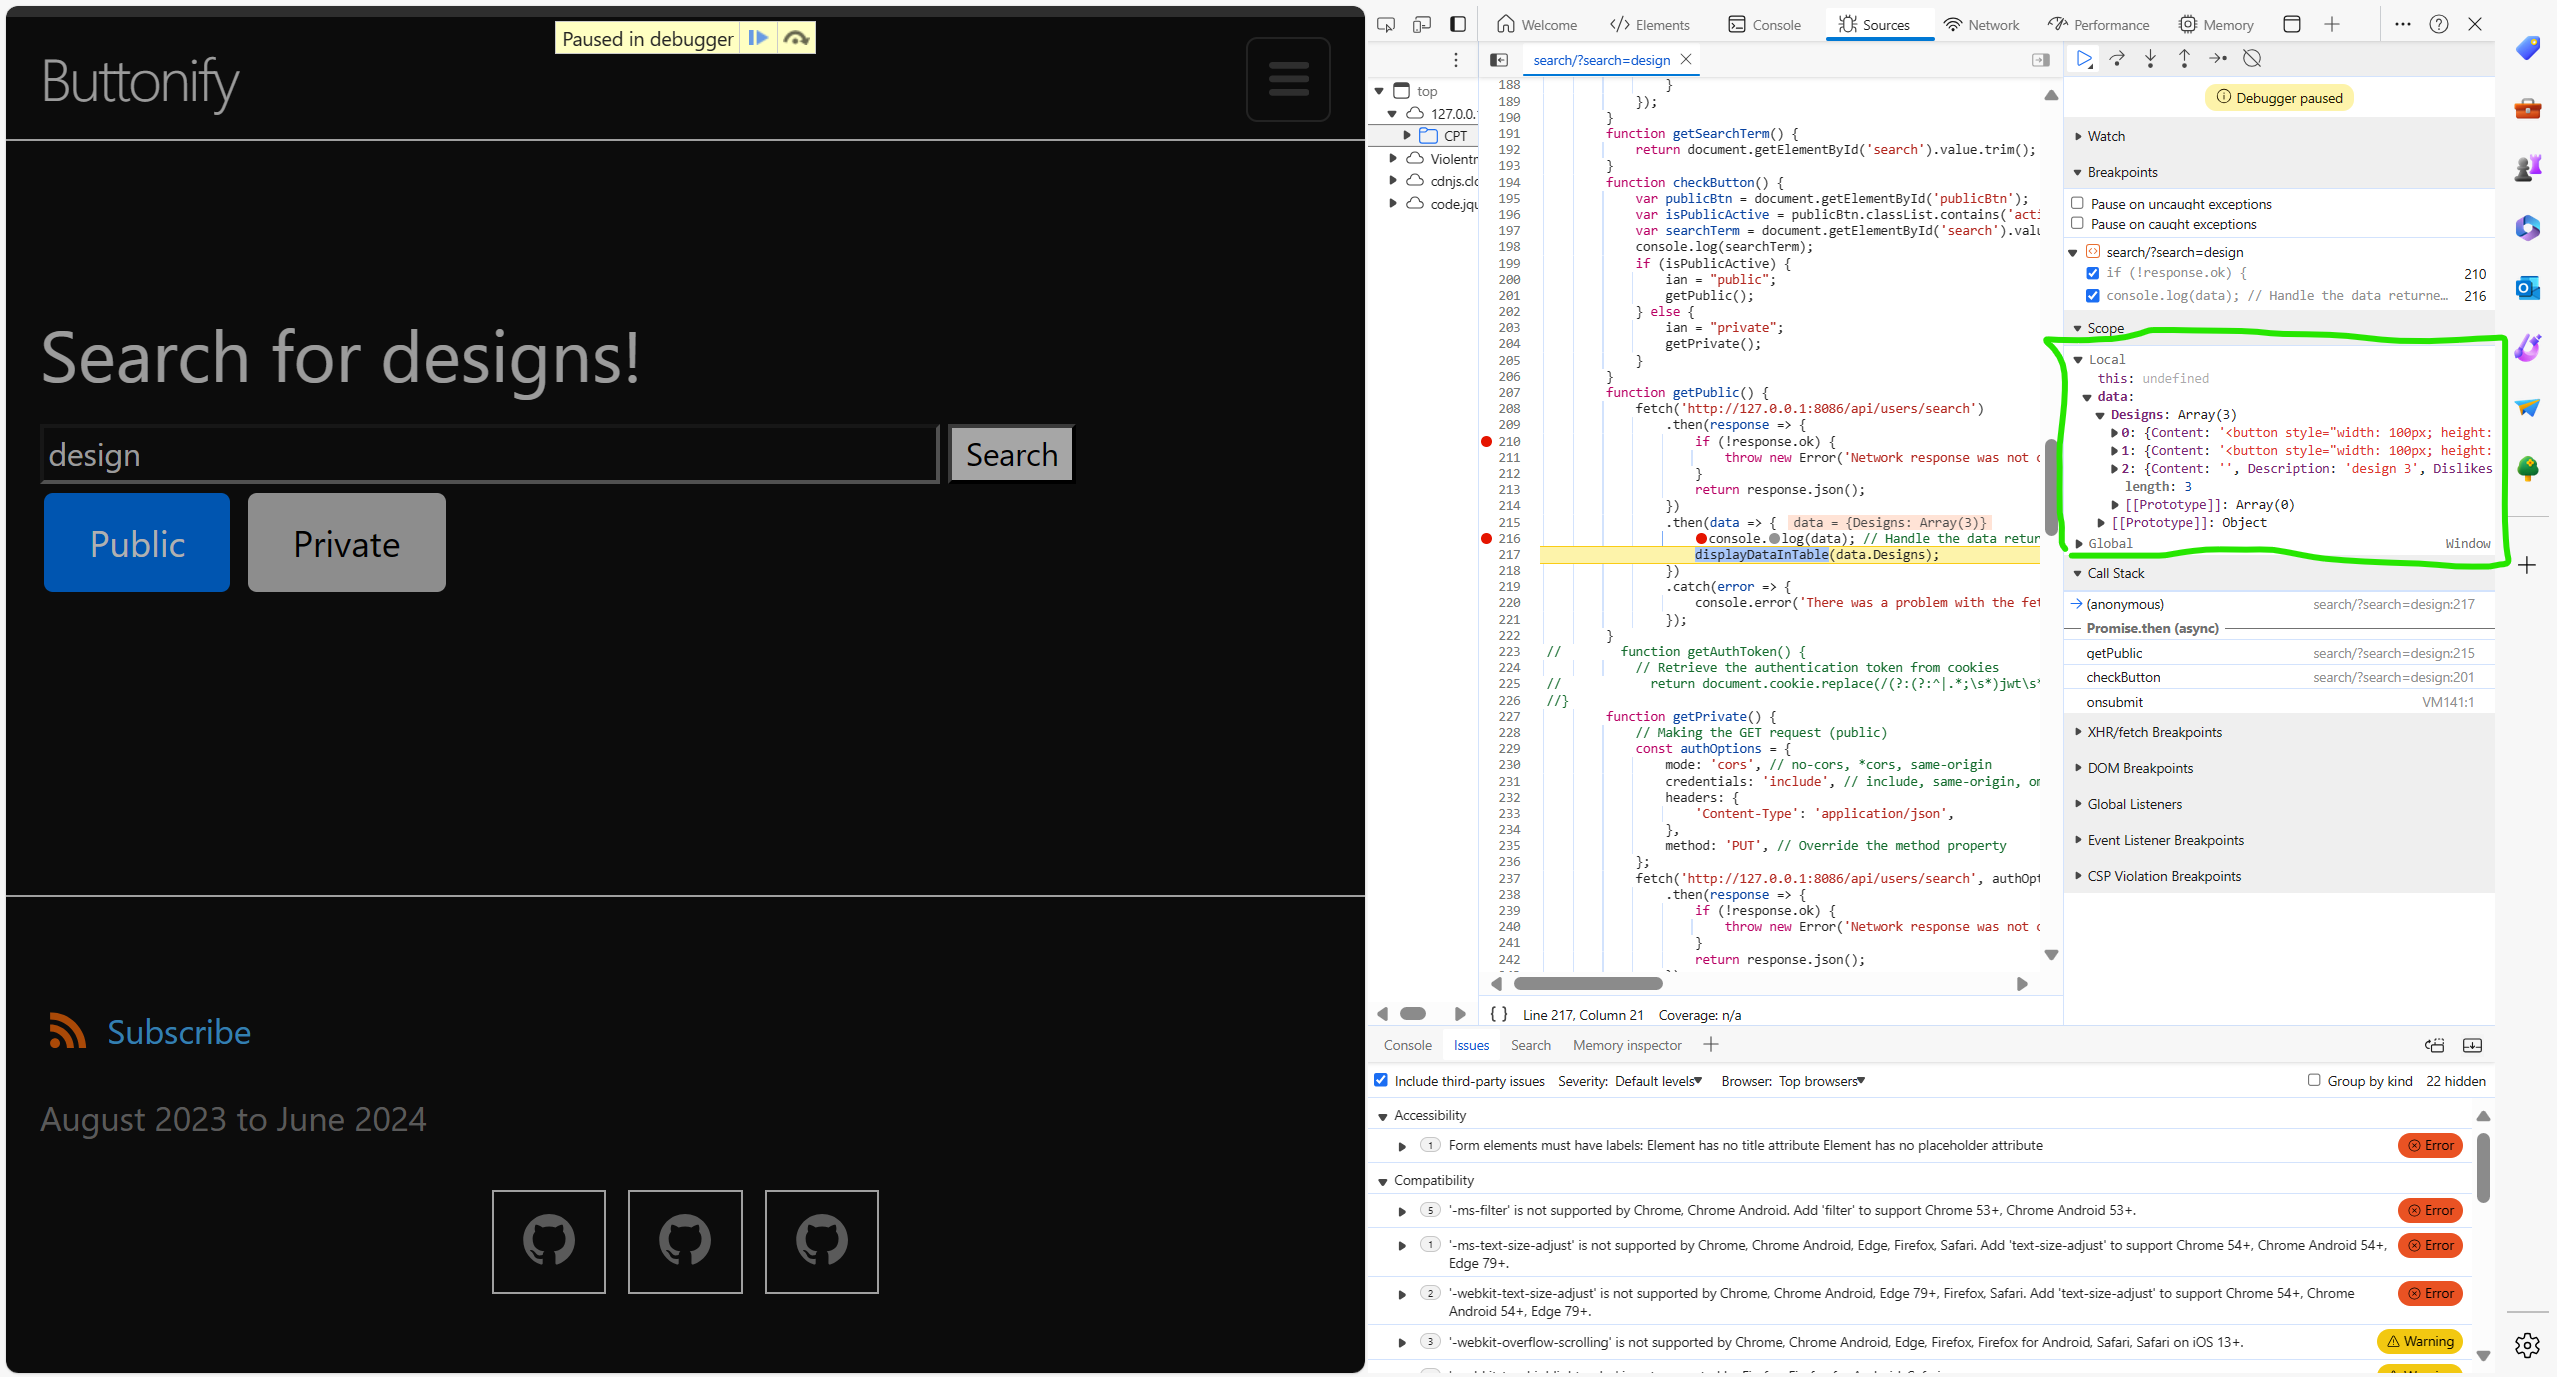 Paused in debugger
Buttonify
Search for designs!
design
Search
Public
Private
Subscribe
August 2023 to June 2024
Welcome
Elements
Console
Sources
Network
Performance
Memory
top
127.0.0.
CPT
Violentr
cdnjs.clo
code.jqu
search/?search=design
188 }
189 });
190 }
191 function getSearchTerm() {
192 return document.getElementById('search').value.trim();
193 }
194 function checkButton() {
195 var publicBtn = document.getElementById('publicBtn');
196 var isPublicActive = publicBtn.classList.contains('acti
197 var searchTerm = document.getElementById('search').valu
198 console.log(searchTerm);
199 if (isPublicActive) {
200 ian = "public";
201 getPublic();
202 } else {
203 ian = "private";
204 getPrivate();
205 }
206 }
207 function getPublic() {
208 fetch('http://127.0.0.1:8086/api/users/search')
209 .then(response => {
210 if (!response.ok) {
211 throw new Error('Network response was not o
212 }
213 return response.json();
214 })
215 .then(data => { data = {Designs: Array(3)}
216 console.log(data); // Handle the data retur
217 displayDataInTable(data.Designs);
218 })
219 .catch(error => {
220 console.error('There was a problem with the fet
221 });
222 }
223 // function getAuthToken() {
224 // Retrieve the authentication token from cookies
225 // return document.cookie.replace(/(?:(?:^|.*;\s*)jwt\s*
226 //}
227 function getPrivate() {
228 // Making the GET request (public)
229 const authOptions = {
230 mode: 'cors', // no-cors, *cors, same-origin
231 credentials: 'include', // include, same-origin, om
232 headers: {
233 'Content-Type': 'application/json',
234 },
235 method: 'PUT', // Override the method property
236 };
237 fetch('http://127.0.0.1:8086/api/users/search', authOpt
238 .then(response => {
239 if (!response.ok) {
240 throw new Error('Network response was not o
241 }
242 return response.json();
{ } Line 217, Column 21 Coverage: n/a
Debugger paused
Watch
Breakpoints
Pause on uncaught exceptions
Pause on caught exceptions
search/?search=design
if (!response.ok) { 210
console.log(data); // Handle the data returne… 216
Scope
Local
this: undefined
data:
Designs: Array(3)
0: {Content: '<button style="width: 100px; height:
1: {Content: '<button style="width: 100px; height:
2: {Content: '', Description: 'design 3', Dislikes
length: 3
[[Prototype]]: Array(0)
[[Prototype]]: Object
Global Window
Call Stack
(anonymous) search/?search=design:217
Promise.then (async)
getPublic search/?search=design:215
checkButton search/?search=design:201
onsubmit VM141:1
XHR/fetch Breakpoints
DOM Breakpoints
Global Listeners
Event Listener Breakpoints
CSP Violation Breakpoints
Console Issues Search Memory inspector
Include third-party issues Severity: Default levels Browser: Top browsers Group by kind 22 hidden
Accessibility
1 Form elements must have labels: Element has no title attribute Element has no placeholder attribute Error
Compatibility
5 '-ms-filter' is not supported by Chrome, Chrome Android. Add 'filter' to support Chrome 53+, Chrome Android 53+. Error
1 '-ms-text-size-adjust' is not supported by Chrome, Chrome Android, Edge, Firefox, Safari. Add 'text-size-adjust' to support Chrome 54+, Chrome Android 54+, Error
Edge 79+.
2 '-webkit-text-size-adjust' is not supported by Chrome, Chrome Android, Edge 79+, Firefox, Safari. Add 'text-size-adjust' to support Chrome 54+, Chrome Error
Android 54+, Edge 79+.
3 '-webkit-overflow-scrolling' is not supported by Chrome, Chrome Android, Edge, Firefox, Firefox for Android, Safari, Safari on iOS 13+. Warning